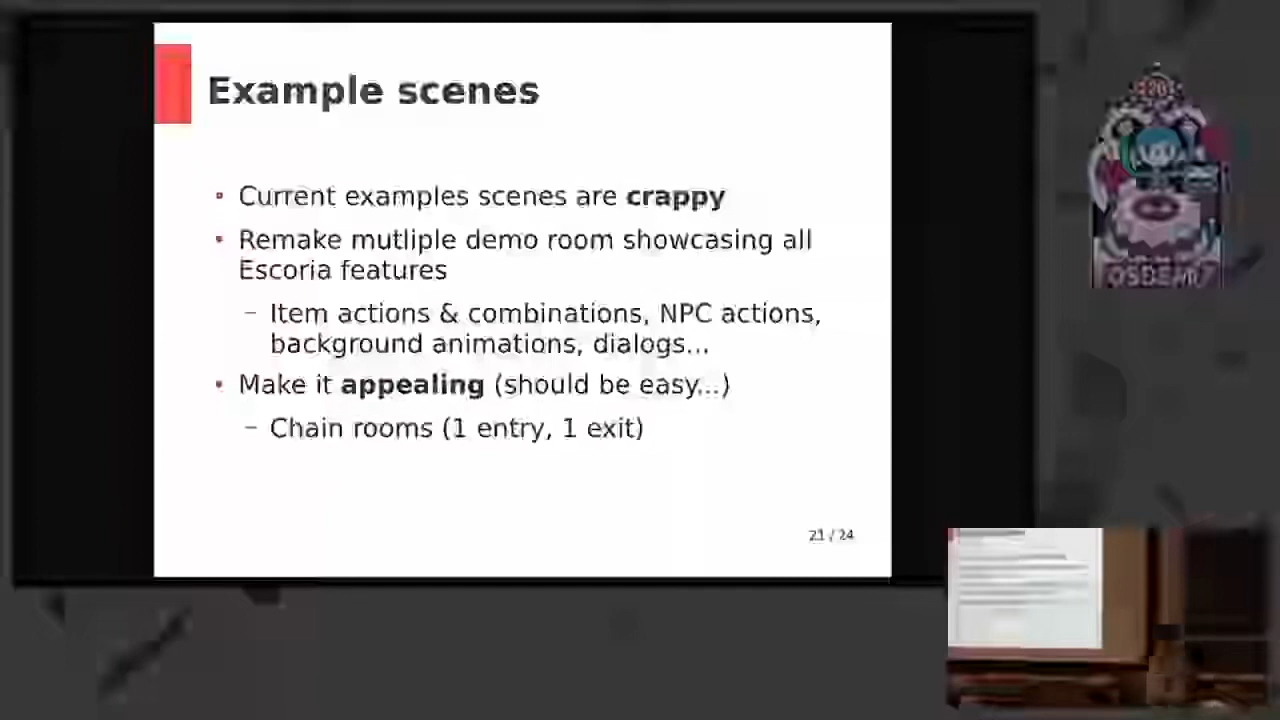 Example scenes
Current examples scenes are crappy
Remake mutliple demo room showcasing all
Escoria features
– Item actions & combinations, NPC actions,
background animations, dialogs...
Make it appealing (should be easy...)
– Chain rooms (1 entry, 1 exit)
21 / 24